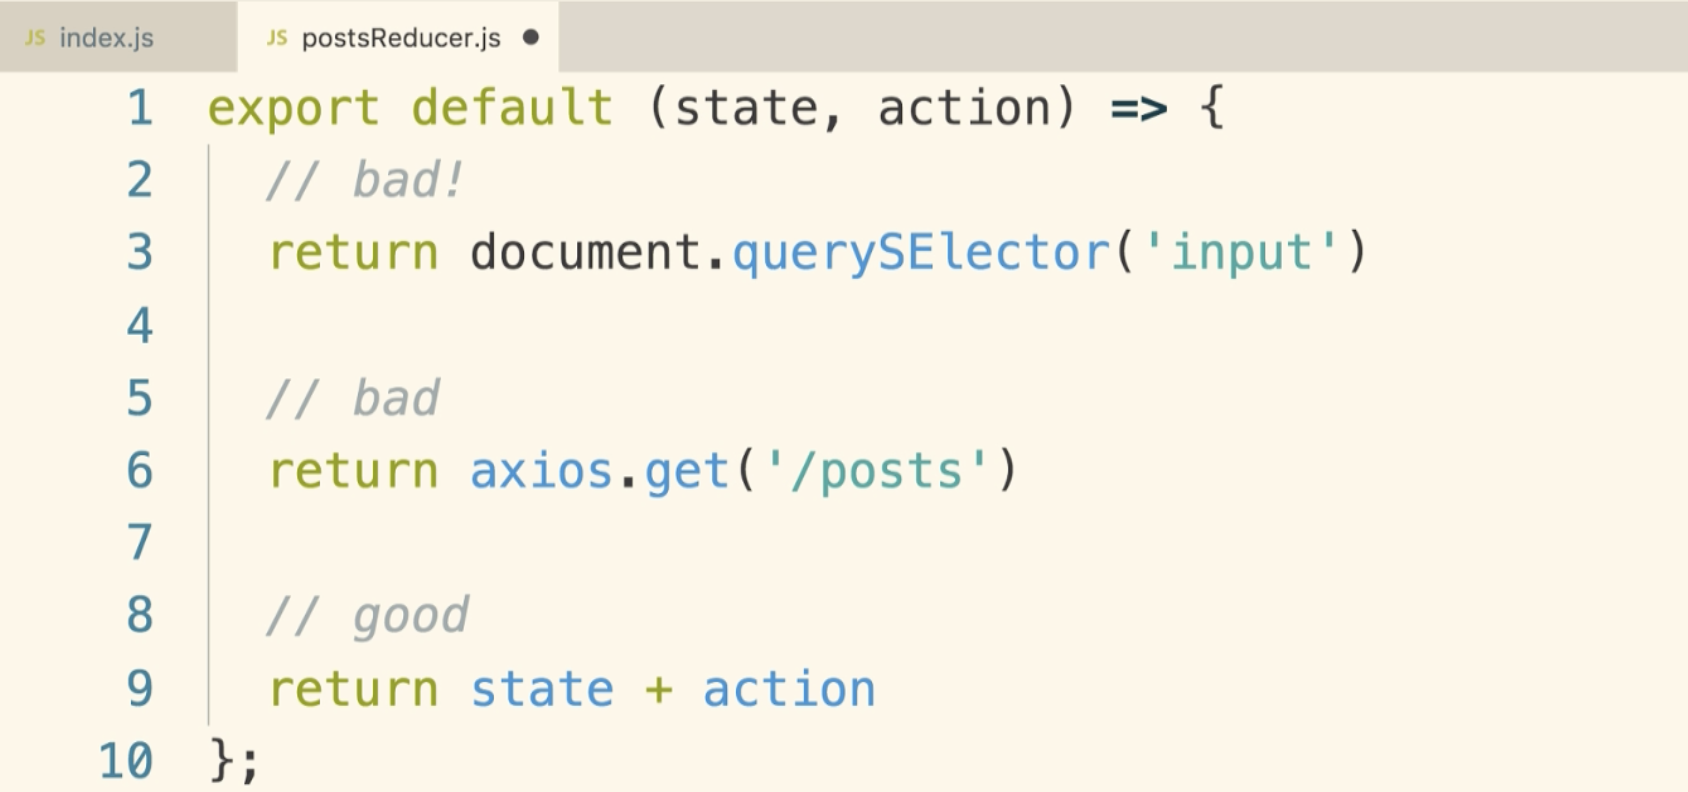 JS index.js JS postsReducer.js
1 export default (state, action) => {
2 // bad!
3 return document.querySElector('input')
4
5 // bad
6 return axios.get('/posts')
7
8 // good
9 return state + action
10 };